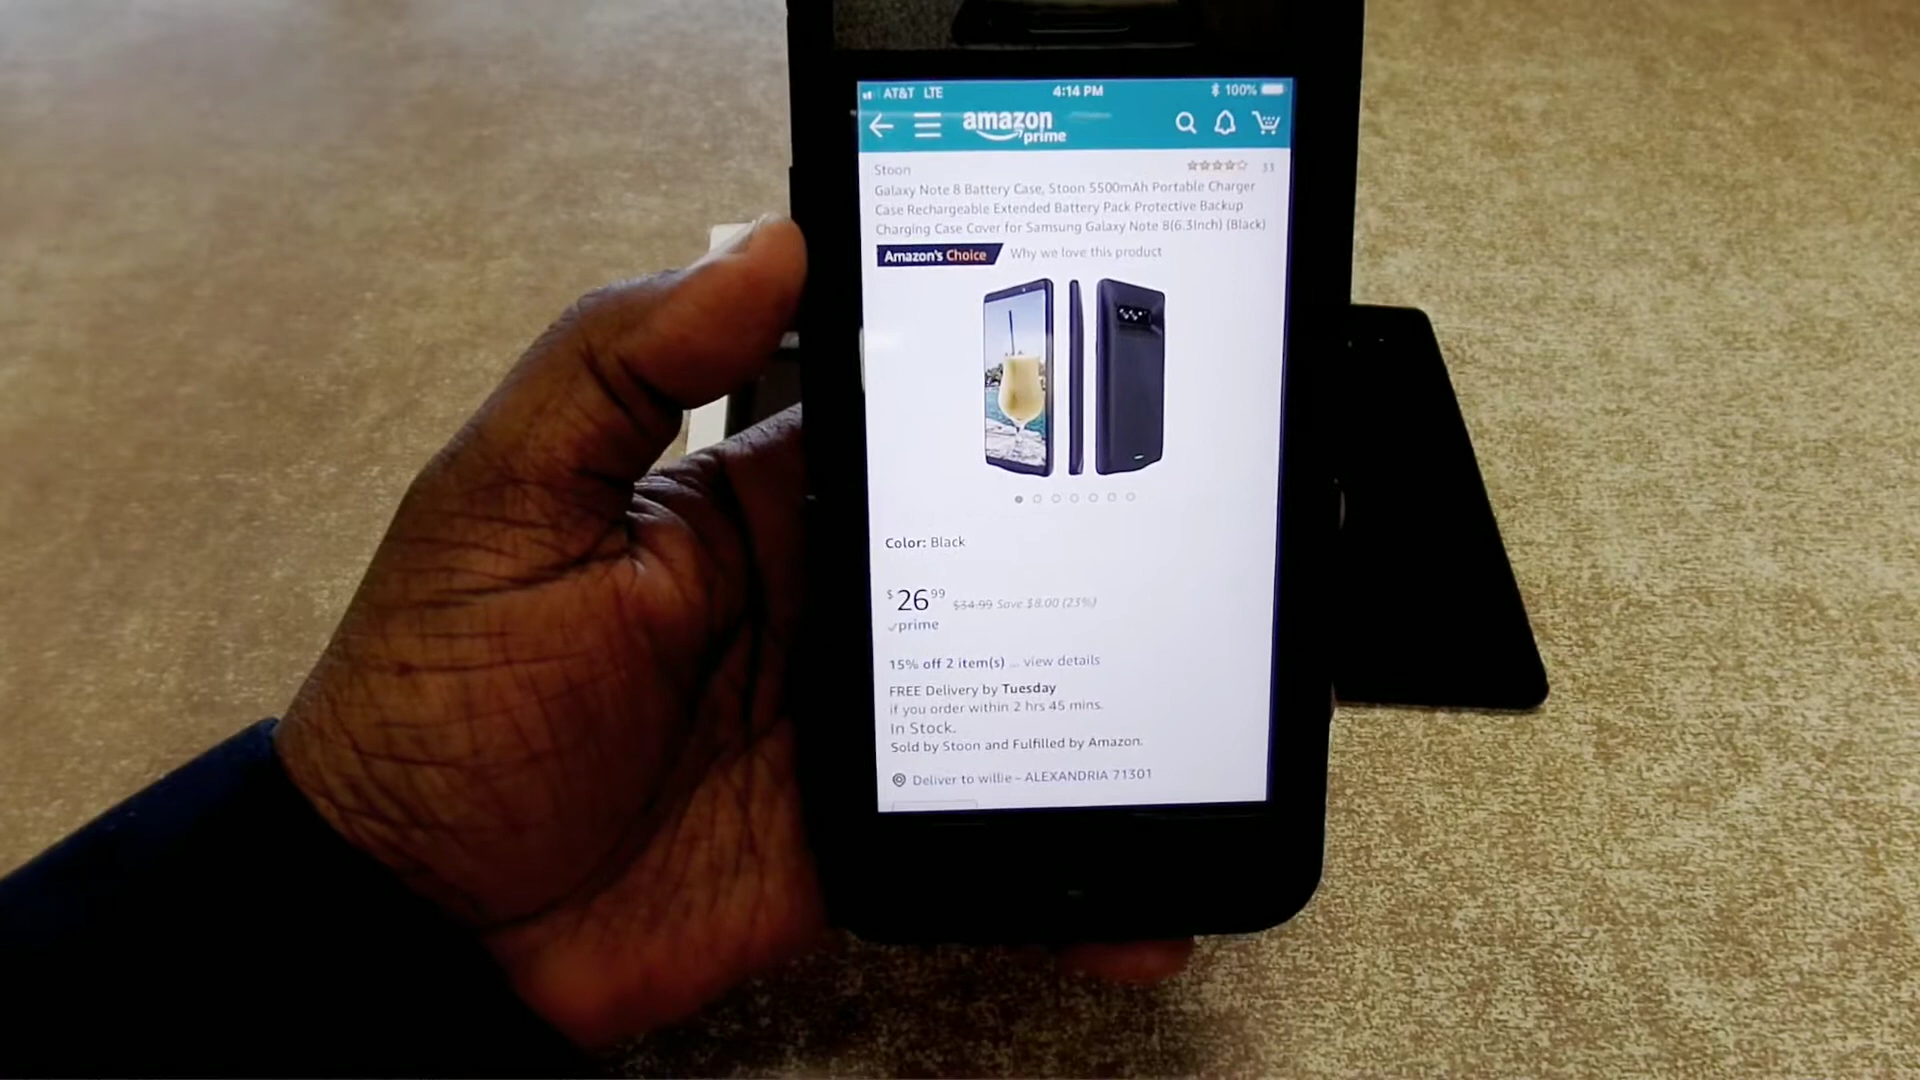 AT&T LTE 4:14 PM 100%
amazon
prime
Stoon
Galaxy Note 8 Battery Case, Stoon 5500mAh Portable Charger
Case Rechargeable Extended Battery Pack Protective Backup
Charging Case Cover for Samsung Galaxy Note 8(6.3Inch) (Black)
Amazon's Choice Why we love this product
Color: Black
$26.99 $34.99 Save $8.00 (23%)
prime
15% off 2 item(s) ... view details
FREE Delivery by Tuesday
if you order within 2 hrs 45 mins.
In Stock.
Sold by Stoon and Fulfilled by Amazon.
Deliver to willie - ALEXANDRIA 71301